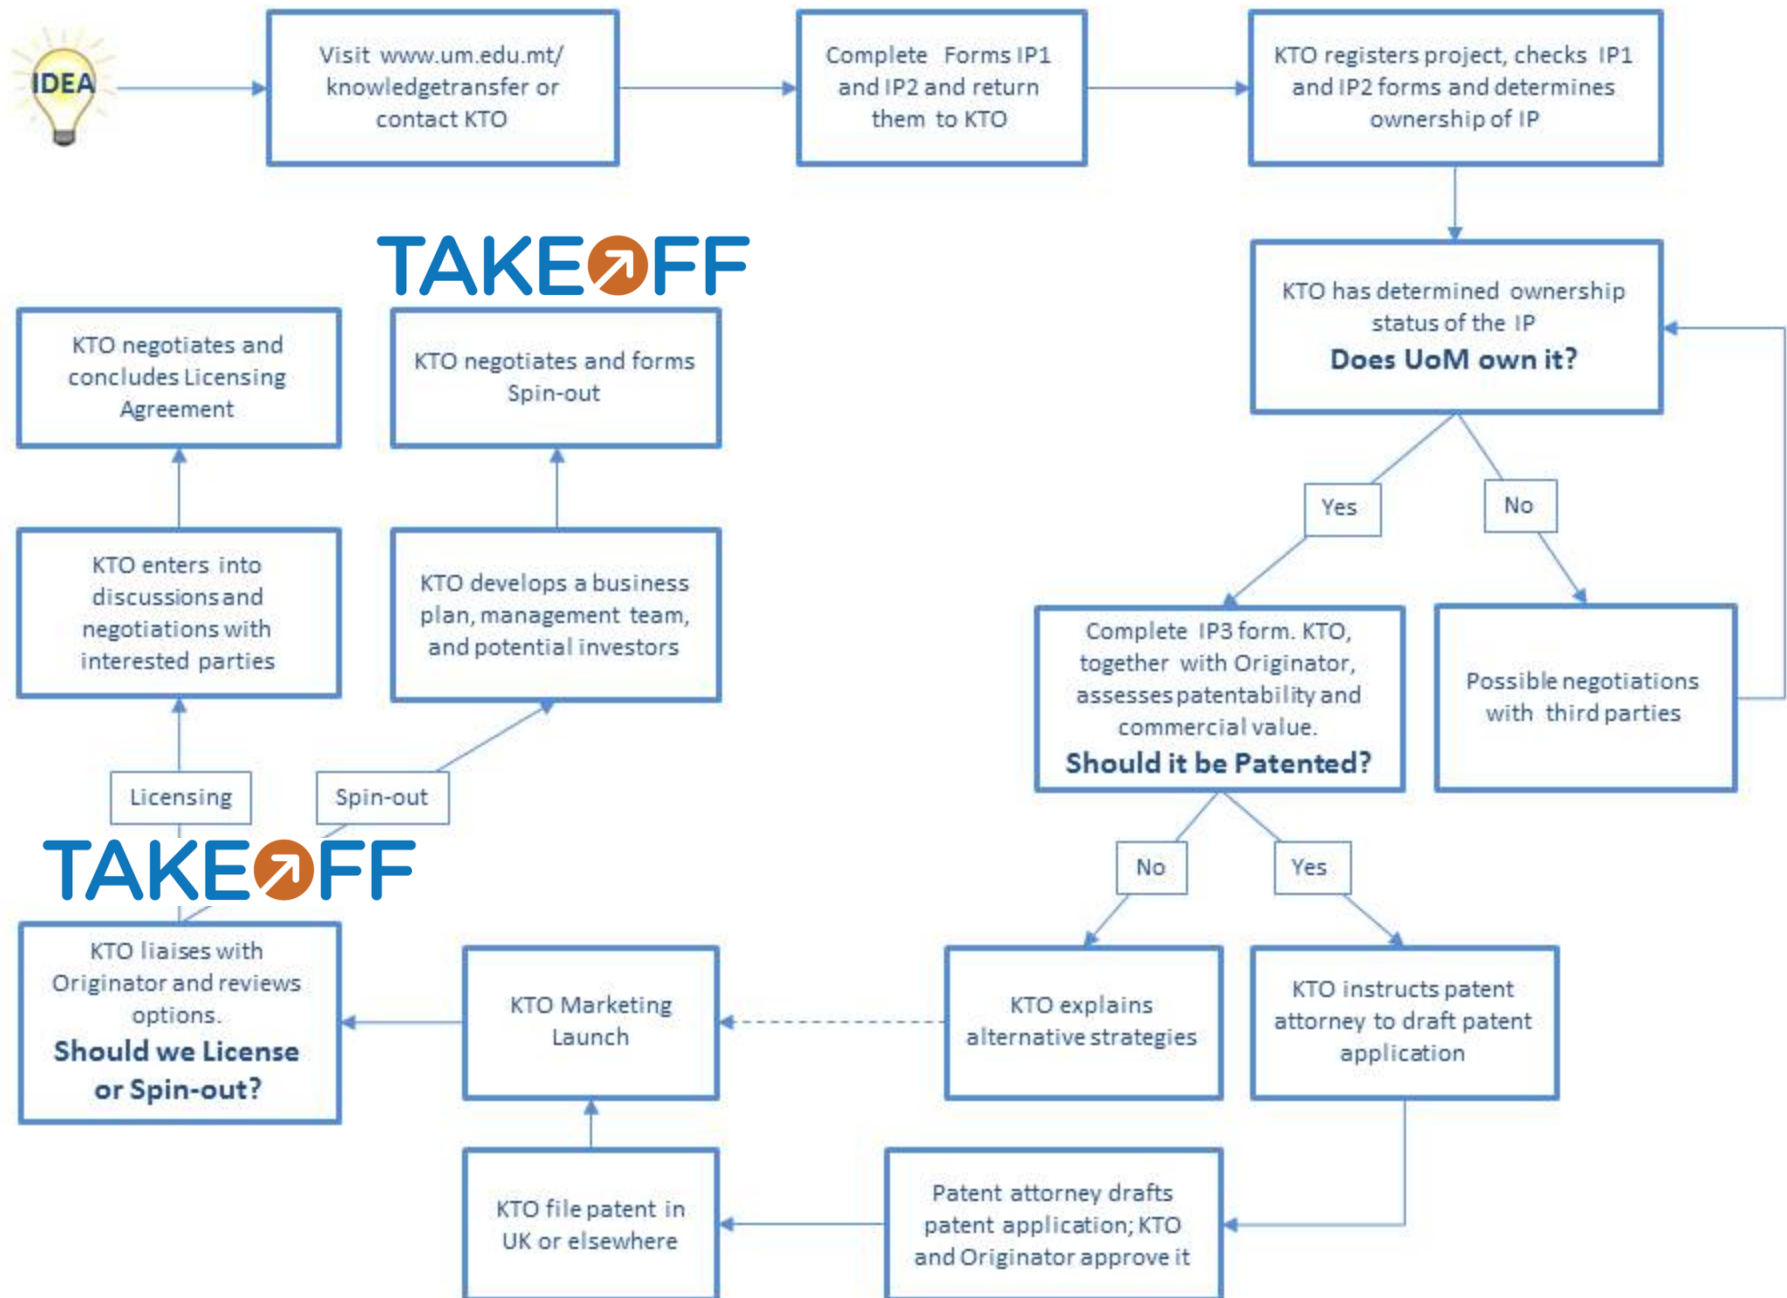 IDEA
Visit www.um.edu.mt/
knowledgetransfer or
contact KTO
Complete Forms IP1
and IP2 and return
them to KTO
KTO registers project, checks IP1
and IP2 forms and determines
ownership of IP
KTO has determined ownership
status of the IP
Does UoM own it?
Yes
No
Complete IP3 form. KTO,
together with Originator,
assesses patentability and
commercial value.
Should it be Patented?
Possible negotiations
with third parties
No
Yes
KTO explains
alternative strategies
KTO instructs patent
attorney to draft patent
application
Patent attorney drafts
patent application; KTO
and Originator approve it
KTO file patent in
UK or elsewhere
KTO Marketing
Launch
TAKEOFF
KTO liaises with
Originator and reviews
options.
Should we License
or Spin-out?
Licensing
Spin-out
KTO enters into
discussions and
negotiations with
interested parties
KTO develops a business
plan, management team,
and potential investors
KTO negotiates and
concludes Licensing
Agreement
TAKEOFF
KTO negotiates and forms
Spin-out